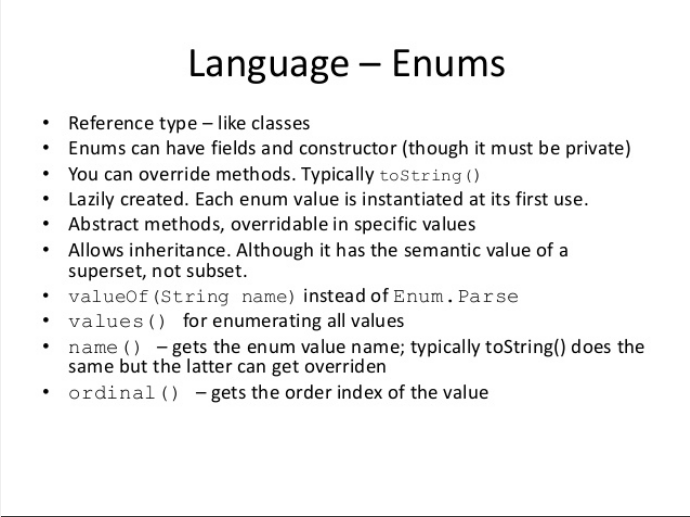 Language – Enums
• Reference type – like classes
• Enums can have fields and constructor (though it must be private)
• You can override methods. Typically toString()
• Lazily created. Each enum value is instantiated at its first use.
• Abstract methods, overridable in specific values
• Allows inheritance. Although it has the semantic value of a
superset, not subset.
• valueOf(String name) instead of Enum.Parse
• values() for enumerating all values
• name() – gets the enum value name; typically toString() does the
same but the latter can get overriden
• ordinal() – gets the order index of the value